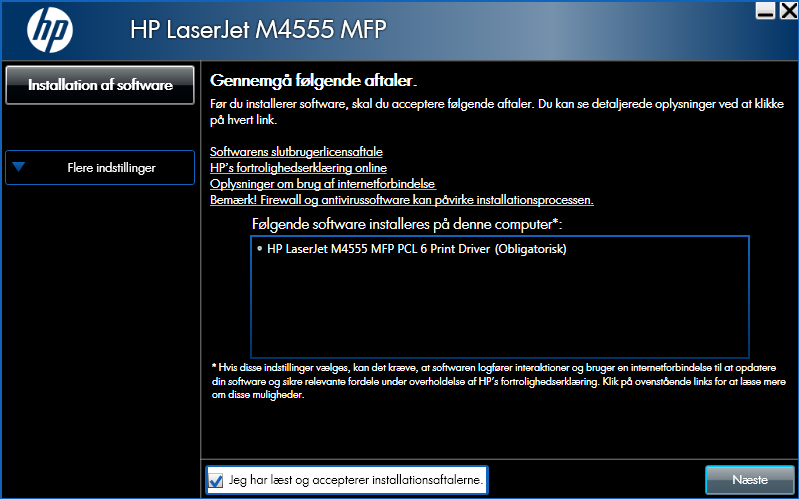 hp
HP LaserJet M4555 MFP
Installation af software
Flere indstillinger
Gennemgå følgende aftaler.
Før du installerer software, skal du acceptere følgende aftaler. Du kan se detaljerede oplysninger ved at klikke
på hvert link.
Softwarens slutbrugerlicensaftale
HP's fortrolighedserklæring online
Oplysninger om brug af internetforbindelse
Bemærk! Firewall og antivirussoftware kan påvirke installationsprocessen.
Følgende software installeres på denne computer*:
• HP LaserJet M4555 MFP PCL 6 Print Driver (Obligatorisk)
* Hvis disse indstillinger vælges, kan det kræve, at softwaren logfører interaktioner og bruger en internetforbindelse til at opdatere
din software og sikre relevante fordele under overholdelse af HP's fortrolighedserklæring. Klik på ovenstående links for at læse mere
om disse muligheder.
Jeg har læst og accepterer installationsaftalerne.
Næste